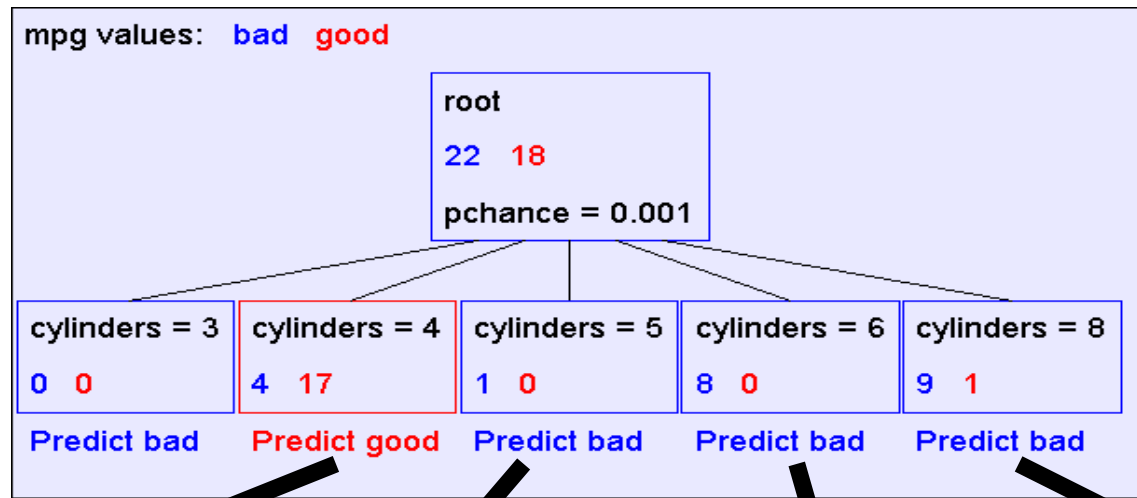 mpg values: bad good
root
22 18
pchance = 0.001
cylinders = 3 cylinders = 4 cylinders = 5 cylinders = 6 cylinders = 8
0 0 4 17 1 0 8 0 9 1
Predict bad Predict good Predict bad Predict bad Predict bad